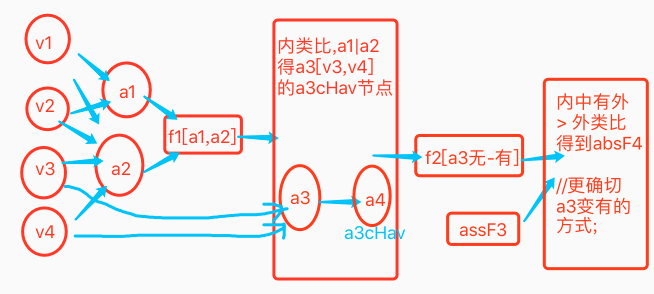 v1
v2
v3
v4
a1
a2
f1[a1,a2]
内类比,a1|a2
得a3[v3,v4]
的a3cHav节点
a3
a4
a3cHav
f2[a3无-有]
assF3
内中有外
> 外类比
得到absF4
//更确切
a3变有的
方式;